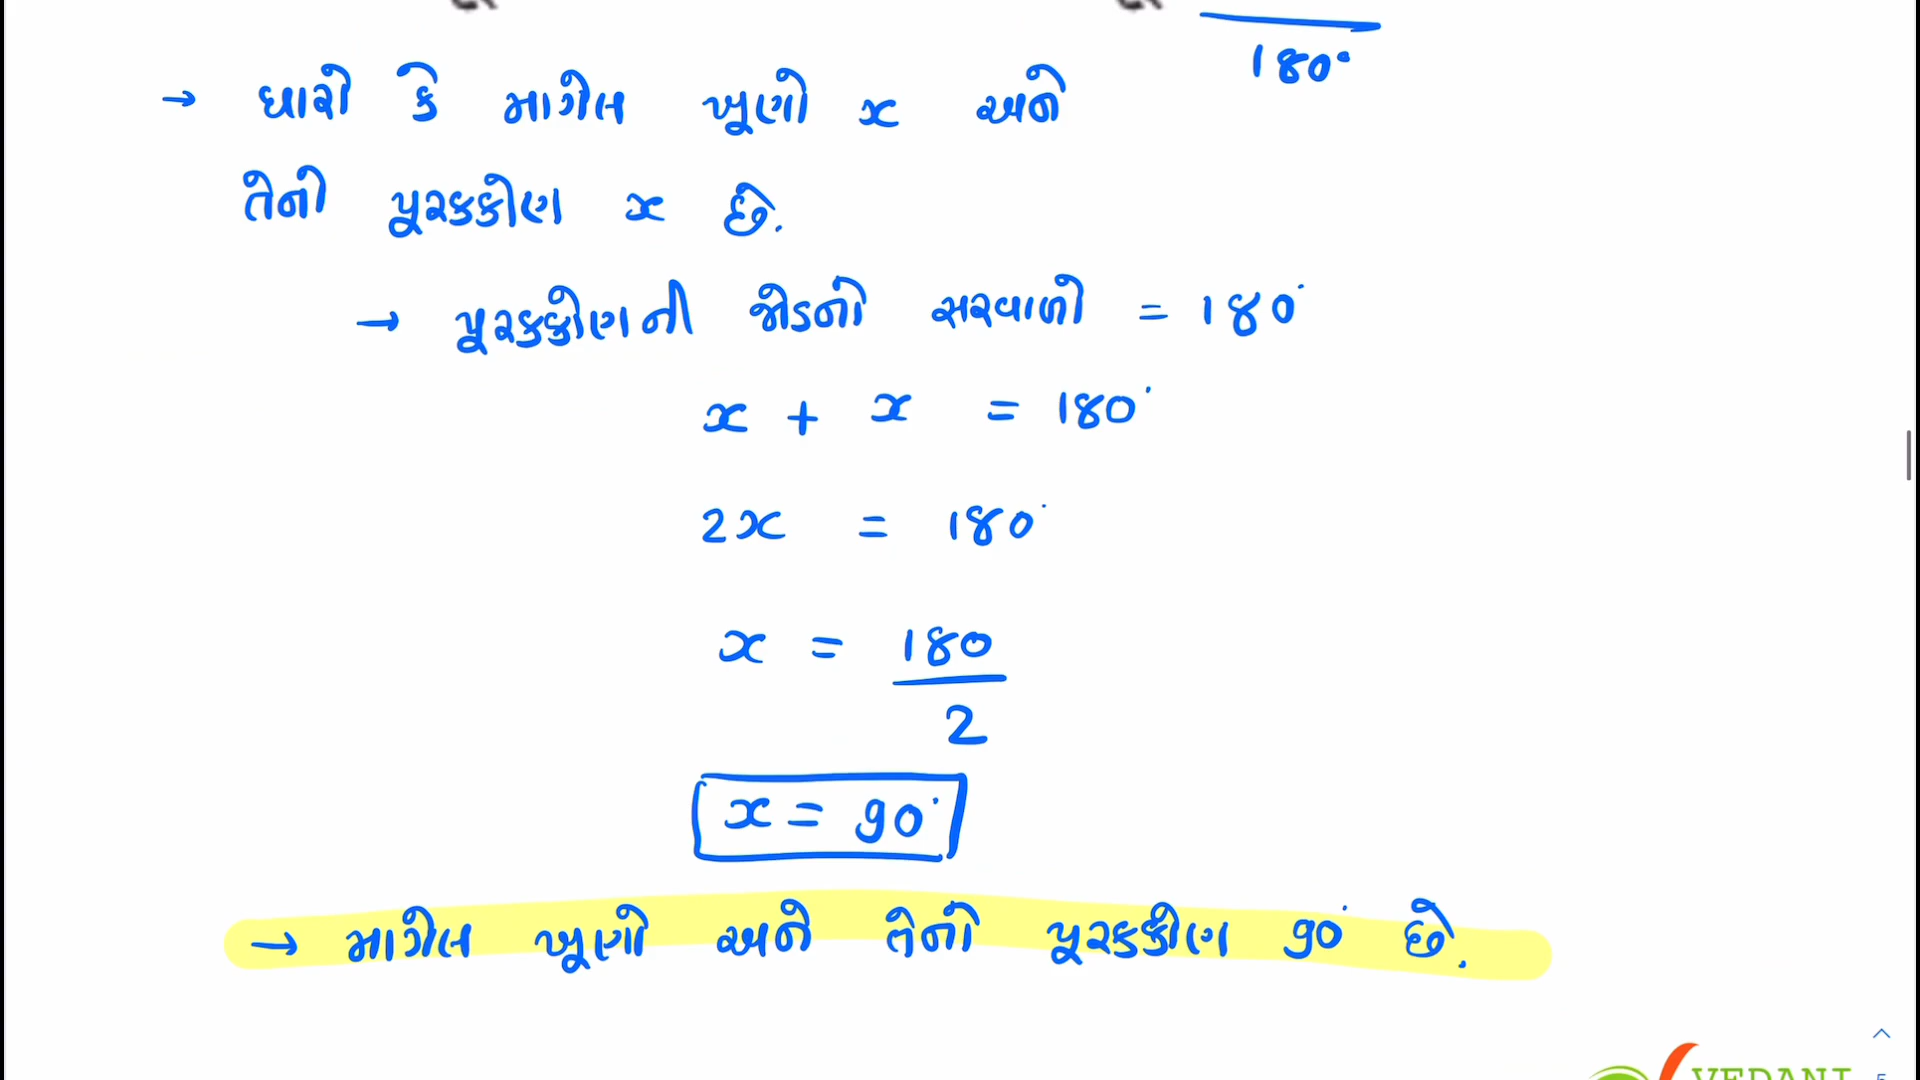 180°
→ ધારો કે માગેલ ખૂણો x અને
તેનો પૂરકકોણ x છે.
→ પૂરકકોણની જોડનો સરવાળો = 180°
x + x = 180°
2x = 180°
x = 180
2
x = 90°
→ માગેલ ખૂણો અને તેનો પૂરકકોણ 90° છે.